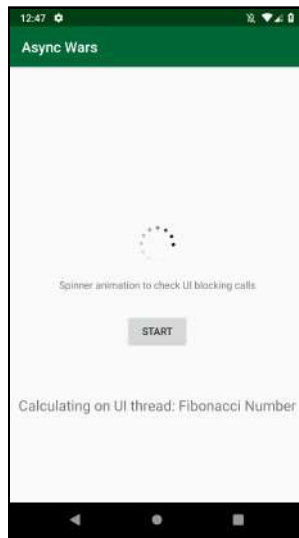 12:47
Async Wars
Spinner animation to check UI blocking calls
START
Calculating on UI thread: Fibonacci Number